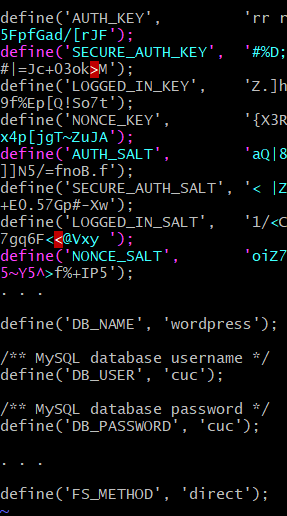 define('AUTH_KEY',         'rr r
5FpfGad/[rJF');
define('SECURE_AUTH_KEY',  '#%D;
#|=Jc+03ok>M');
define('LOGGED_IN_KEY',    'Z.]h
9f%Ep[Q!So7t');
define('NONCE_KEY',        '{X3R
x4p[jgT~ZuJA');
define('AUTH_SALT',        'aQ|8
]]N5/=fnoB.f');
define('SECURE_AUTH_SALT', '< |Z
+E0.57Gp#-Xw');
define('LOGGED_IN_SALT',   '1/<C
7gq6F<<@Vxy ');
define('NONCE_SALT',       'oiZ7
5~Y5^>f%+IP5');
. . .
define('DB_NAME', 'wordpress');
/** MySQL database username */
define('DB_USER', 'cuc');
/** MySQL database password */
define('DB_PASSWORD', 'cuc');
. . .
define('FS_METHOD', 'direct');
~